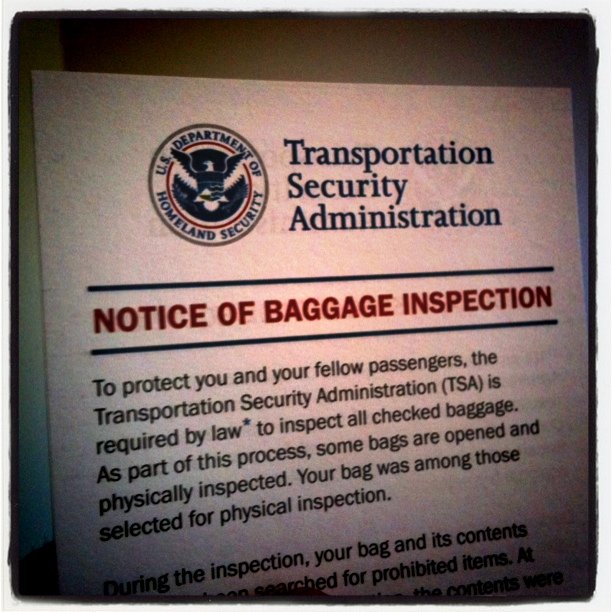 U.S. DEPARTMENT OF
HOMELAND SECURITY
Transportation
Security
Administration
NOTICE OF BAGGAGE INSPECTION
To protect you and your fellow passengers, the
Transportation Security Administration (TSA) is
required by law* to inspect all checked baggage.
As part of this process, some bags are opened and
physically inspected. Your bag was among those
selected for physical inspection.
During the inspection, your bag and its contents
been searched for prohibited items. At
the contents were